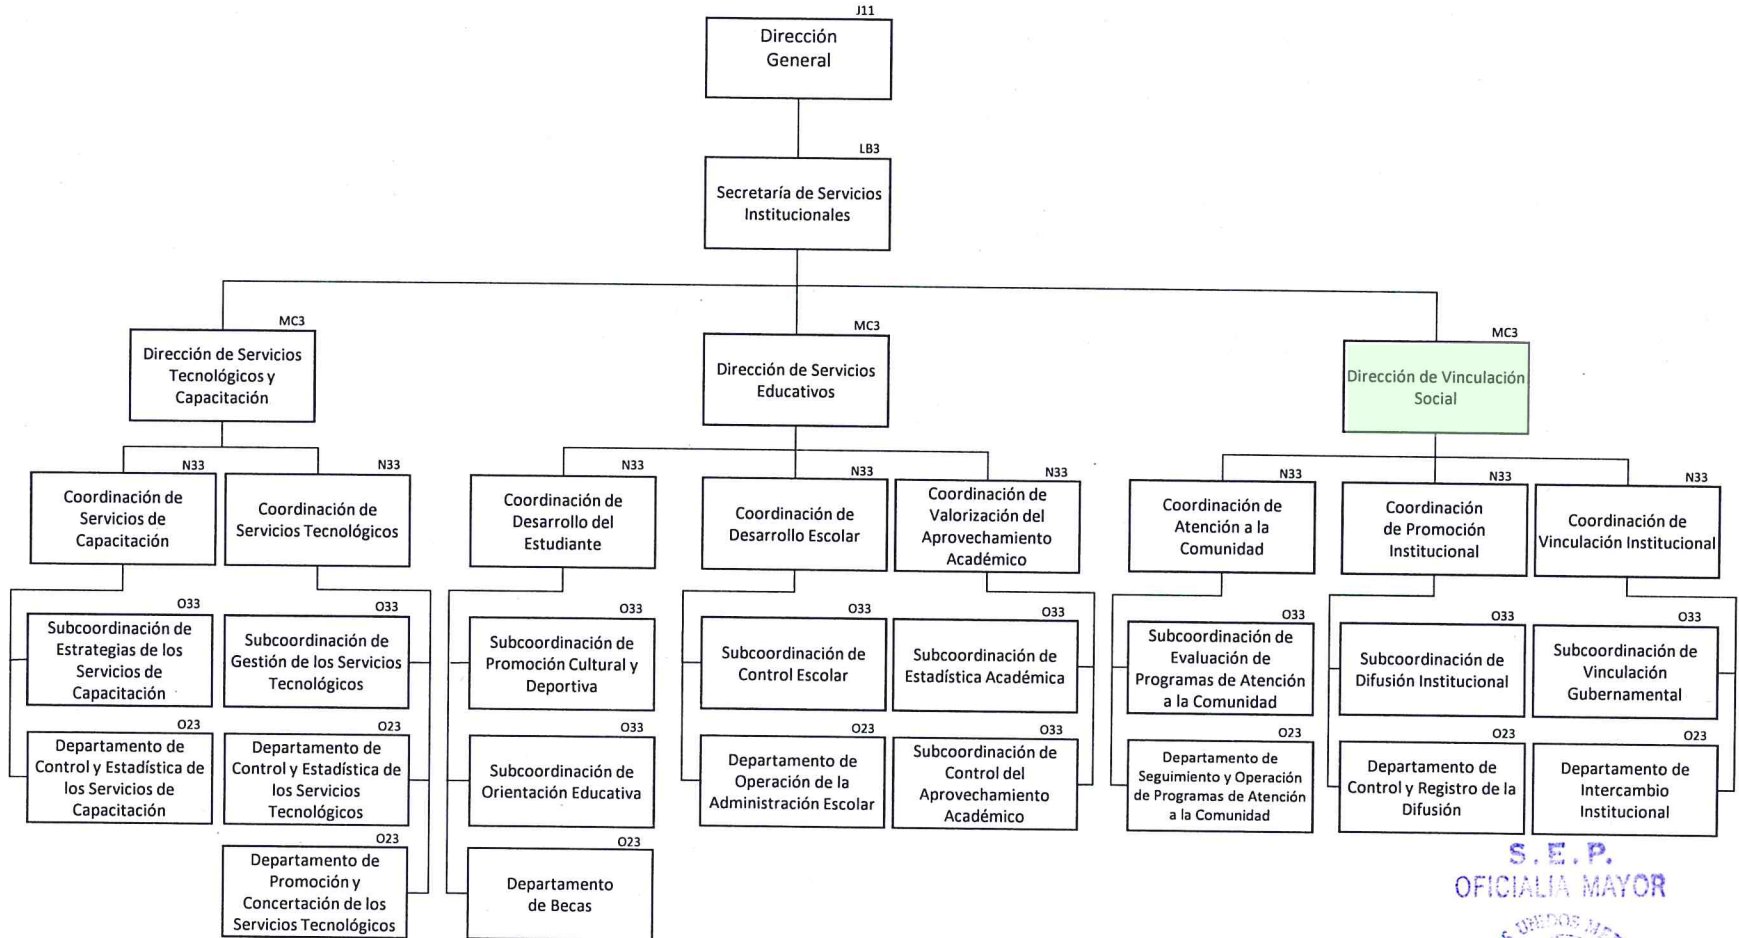 J11
Dirección
General
LB3
Secretaría de Servicios
Institucionales
MC3
Dirección de Servicios
Tecnológicos y
Capacitación
MC3
Dirección de Servicios
Educativos
MC3
Dirección de Vinculación
Social
N33
Coordinación de
Servicios de
Capacitación
N33
Coordinación de
Servicios Tecnológicos
N33
Coordinación de
Desarrollo del
Estudiante
N33
Coordinación de
Desarrollo Escolar
N33
Coordinación de
Valorización del
Aprovechamiento
Académico
N33
Coordinación de
Atención a la
Comunidad
N33
Coordinación
de Promoción
Institucional
N33
Coordinación de
Vinculación Institucional
O33
Subcoordinación de
Estrategias de los
Servicios de
Capacitación
O33
Subcoordinación de
Gestión de los Servicios
Tecnológicos
O33
Subcoordinación de
Promoción Cultural y
Deportiva
O33
Subcoordinación de
Control Escolar
O33
Subcoordinación de
Estadística Académica
O33
Subcoordinación de
Evaluación de
Programas de Atención
a la Comunidad
O33
Subcoordinación de
Difusión Institucional
O33
Subcoordinación de
Vinculación
Gubernamental
O23
Departamento de
Control y Estadística de
los Servicios de
Capacitación
O23
Departamento de
Control y Estadística de
los Servicios
Tecnológicos
O33
Subcoordinación de
Orientación Educativa
O23
Departamento de
Operación de la
Administración Escolar
O33
Subcoordinación de
Control del
Aprovechamiento
Académico
O23
Departamento de
Seguimiento y Operación
de Programas de Atención
a la Comunidad
O23
Departamento de
Control y Registro de la
Difusión
O23
Departamento de
Intercambio
Institucional
O23
Departamento de
Promoción y
Concertación de los
Servicios Tecnológicos
O23
Departamento
de Becas
S.E.P.
OFICIALIA MAYOR